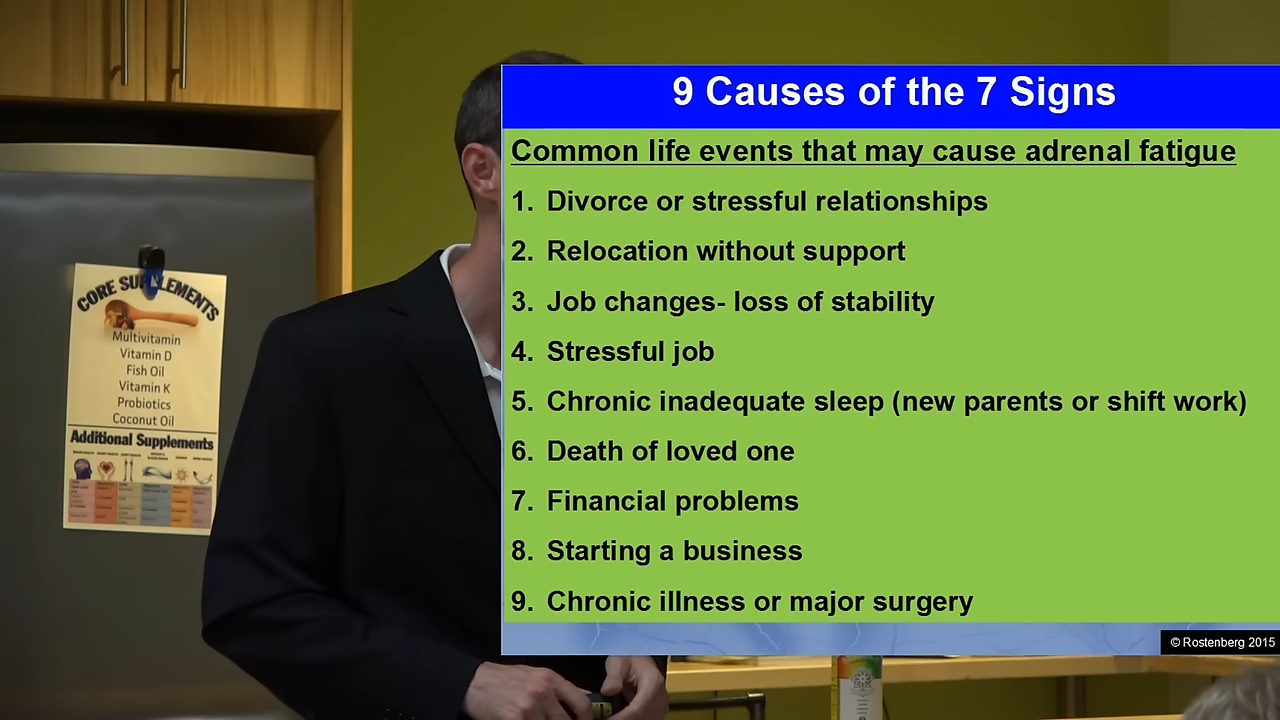 9 Causes of the 7 Signs
Common life events that may cause adrenal fatigue
1. Divorce or stressful relationships
2. Relocation without support
3. Job changes- loss of stability
4. Stressful job
5. Chronic inadequate sleep (new parents or shift work)
6. Death of loved one
7. Financial problems
8. Starting a business
9. Chronic illness or major surgery
© Rostenberg 2015
CORE SUPPLEMENTS
Multivitamin
Vitamin D
Fish Oil
Vitamin K
Probiotics
Coconut Oil
Additional Supplements